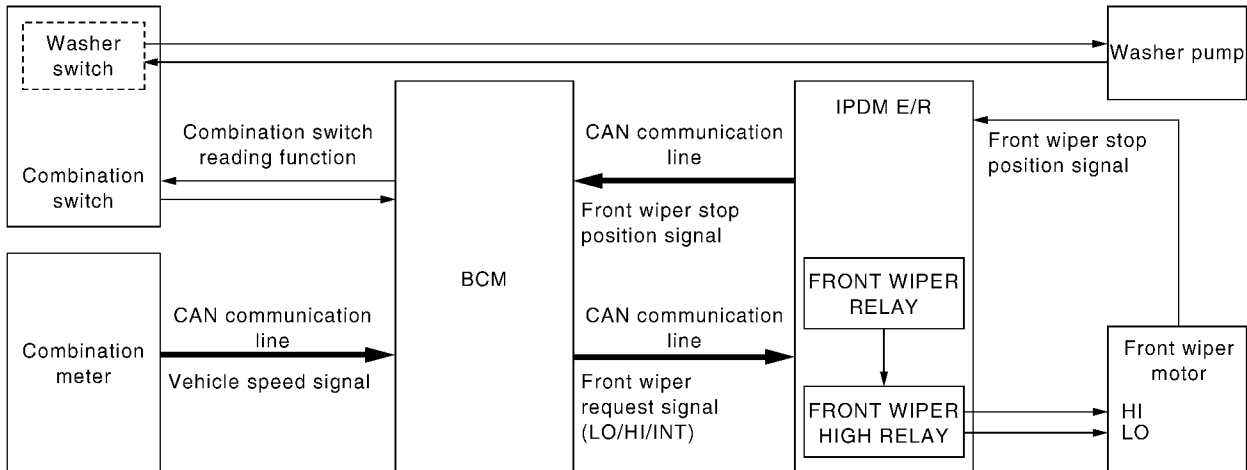 Washer
switch
Combination
switch
Combination switch
reading function
Combination
meter
CAN communication
line
Vehicle speed signal
BCM
CAN communication
line
Front wiper stop
position signal
CAN communication
line
Front wiper
request signal
(LO/HI/INT)
IPDM E/R
FRONT WIPER
RELAY
FRONT WIPER
HIGH RELAY
Washer pump
Front wiper stop
position signal
Front wiper
motor
HI
LO